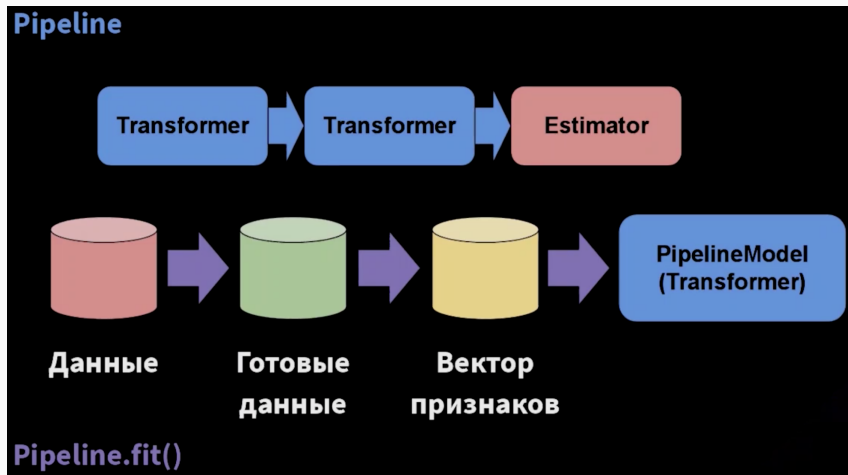 Pipeline
Transformer
Transformer
Estimator
PipelineModel
(Transformer)
Данные
Готовые
данные
Вектор
признаков
Pipeline.fit()